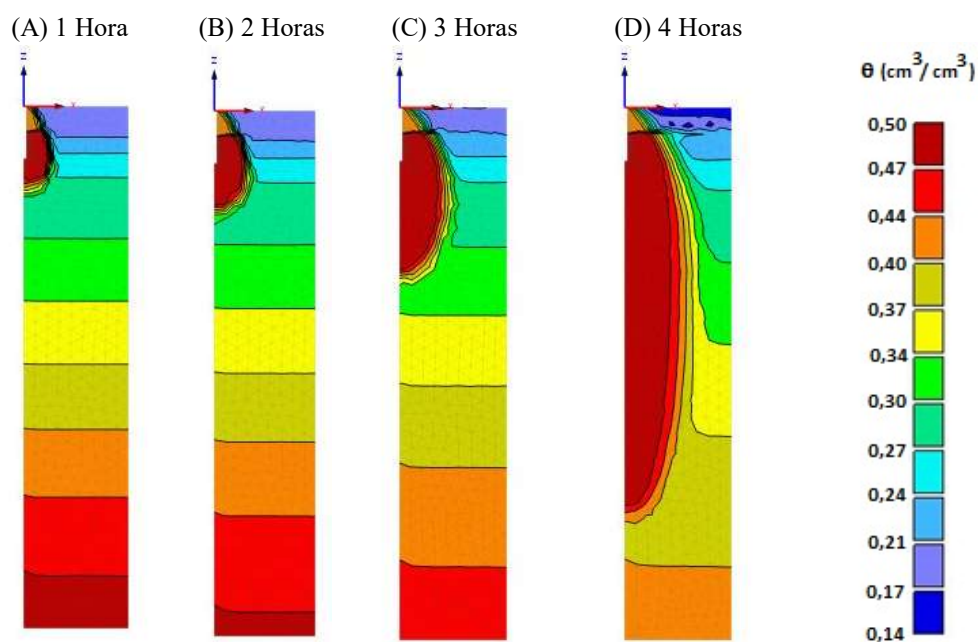 (A) 1 Hora
(B) 2 Horas
(C) 3 Horas
(D) 4 Horas
θ (cm³/ cm³)
0,50
0,47
0,44
0,40
0,37
0,34
0,30
0,27
0,24
0,21
0,17
0,14